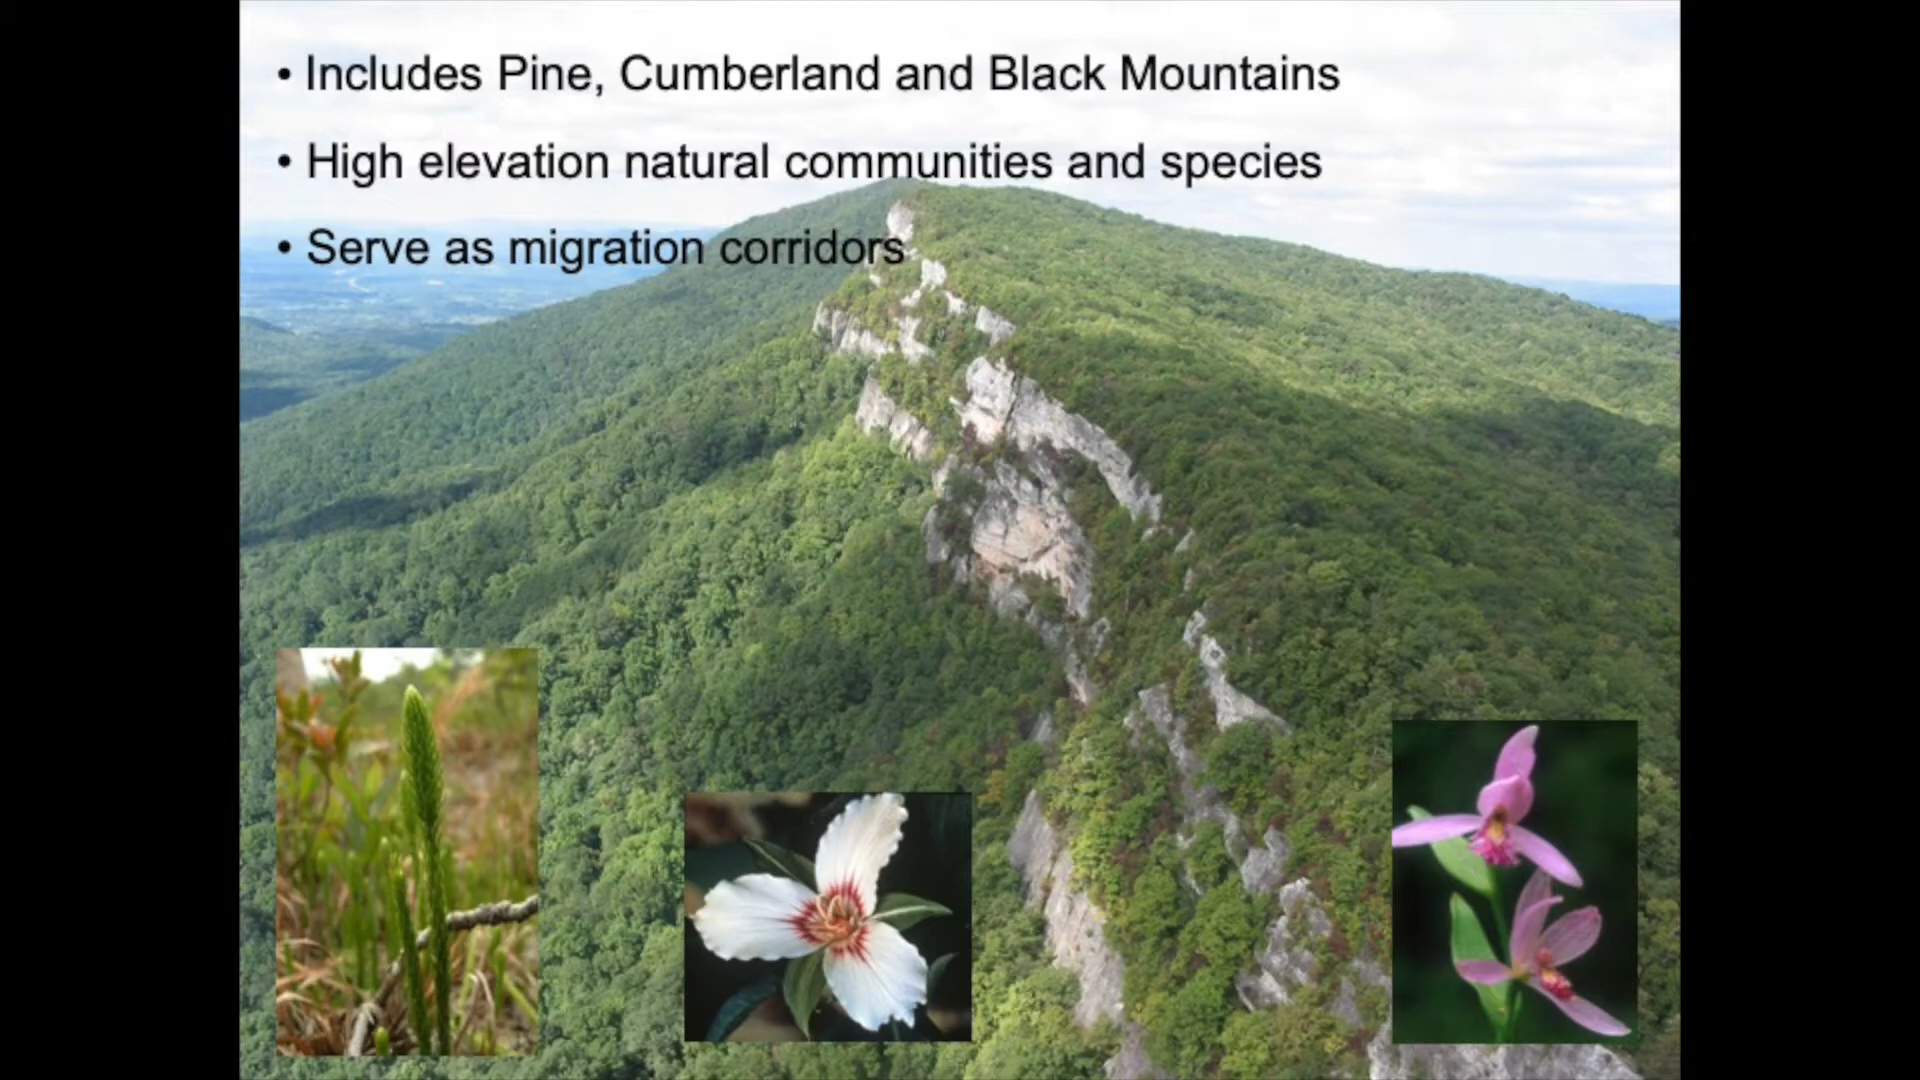 • Includes Pine, Cumberland and Black Mountains
• High elevation natural communities and species
• Serve as migration corridors